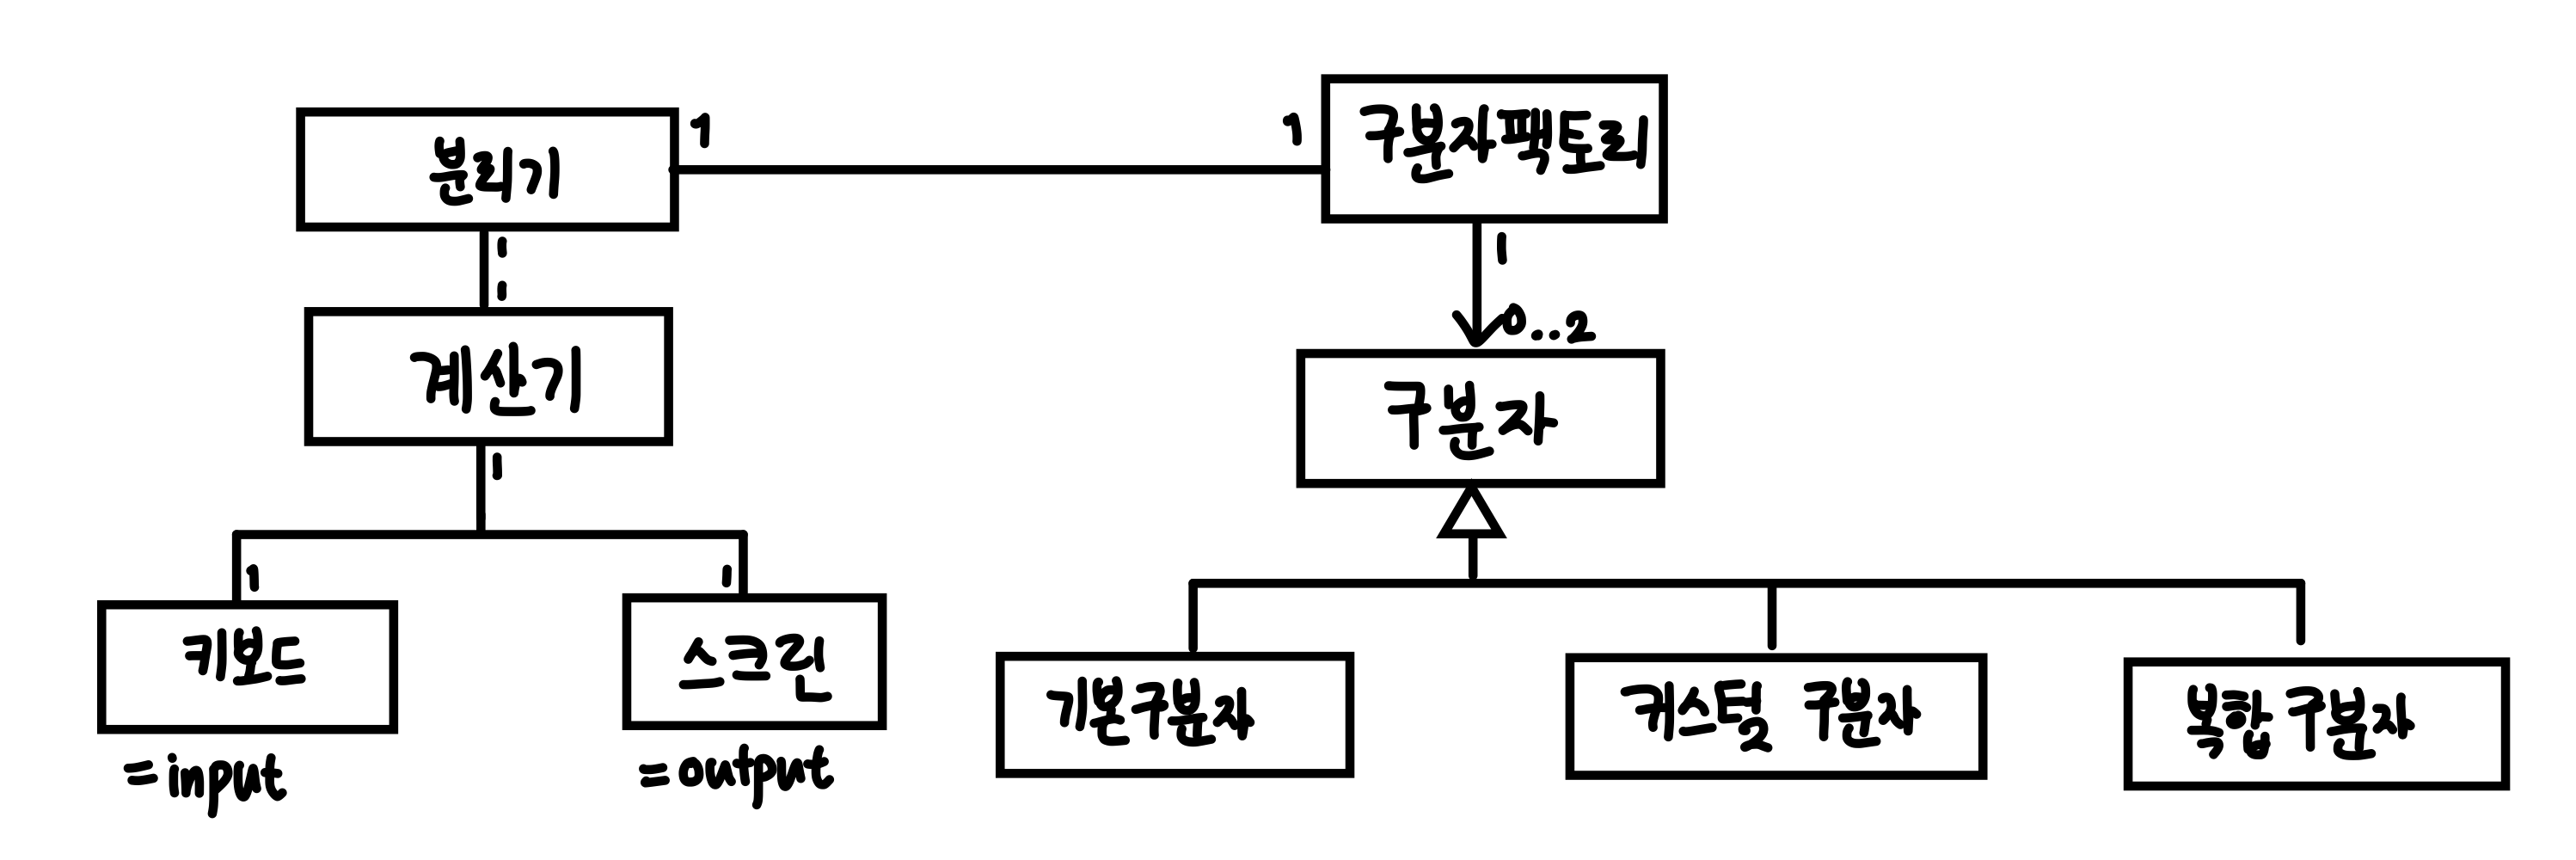 분리기
1
1
구분자팩토리
1
1
1
0..2
계산기
구분자
1
1
1
키보드
스크린
기본구분자
커스텀 구분자
복합 구분자
= input
= output